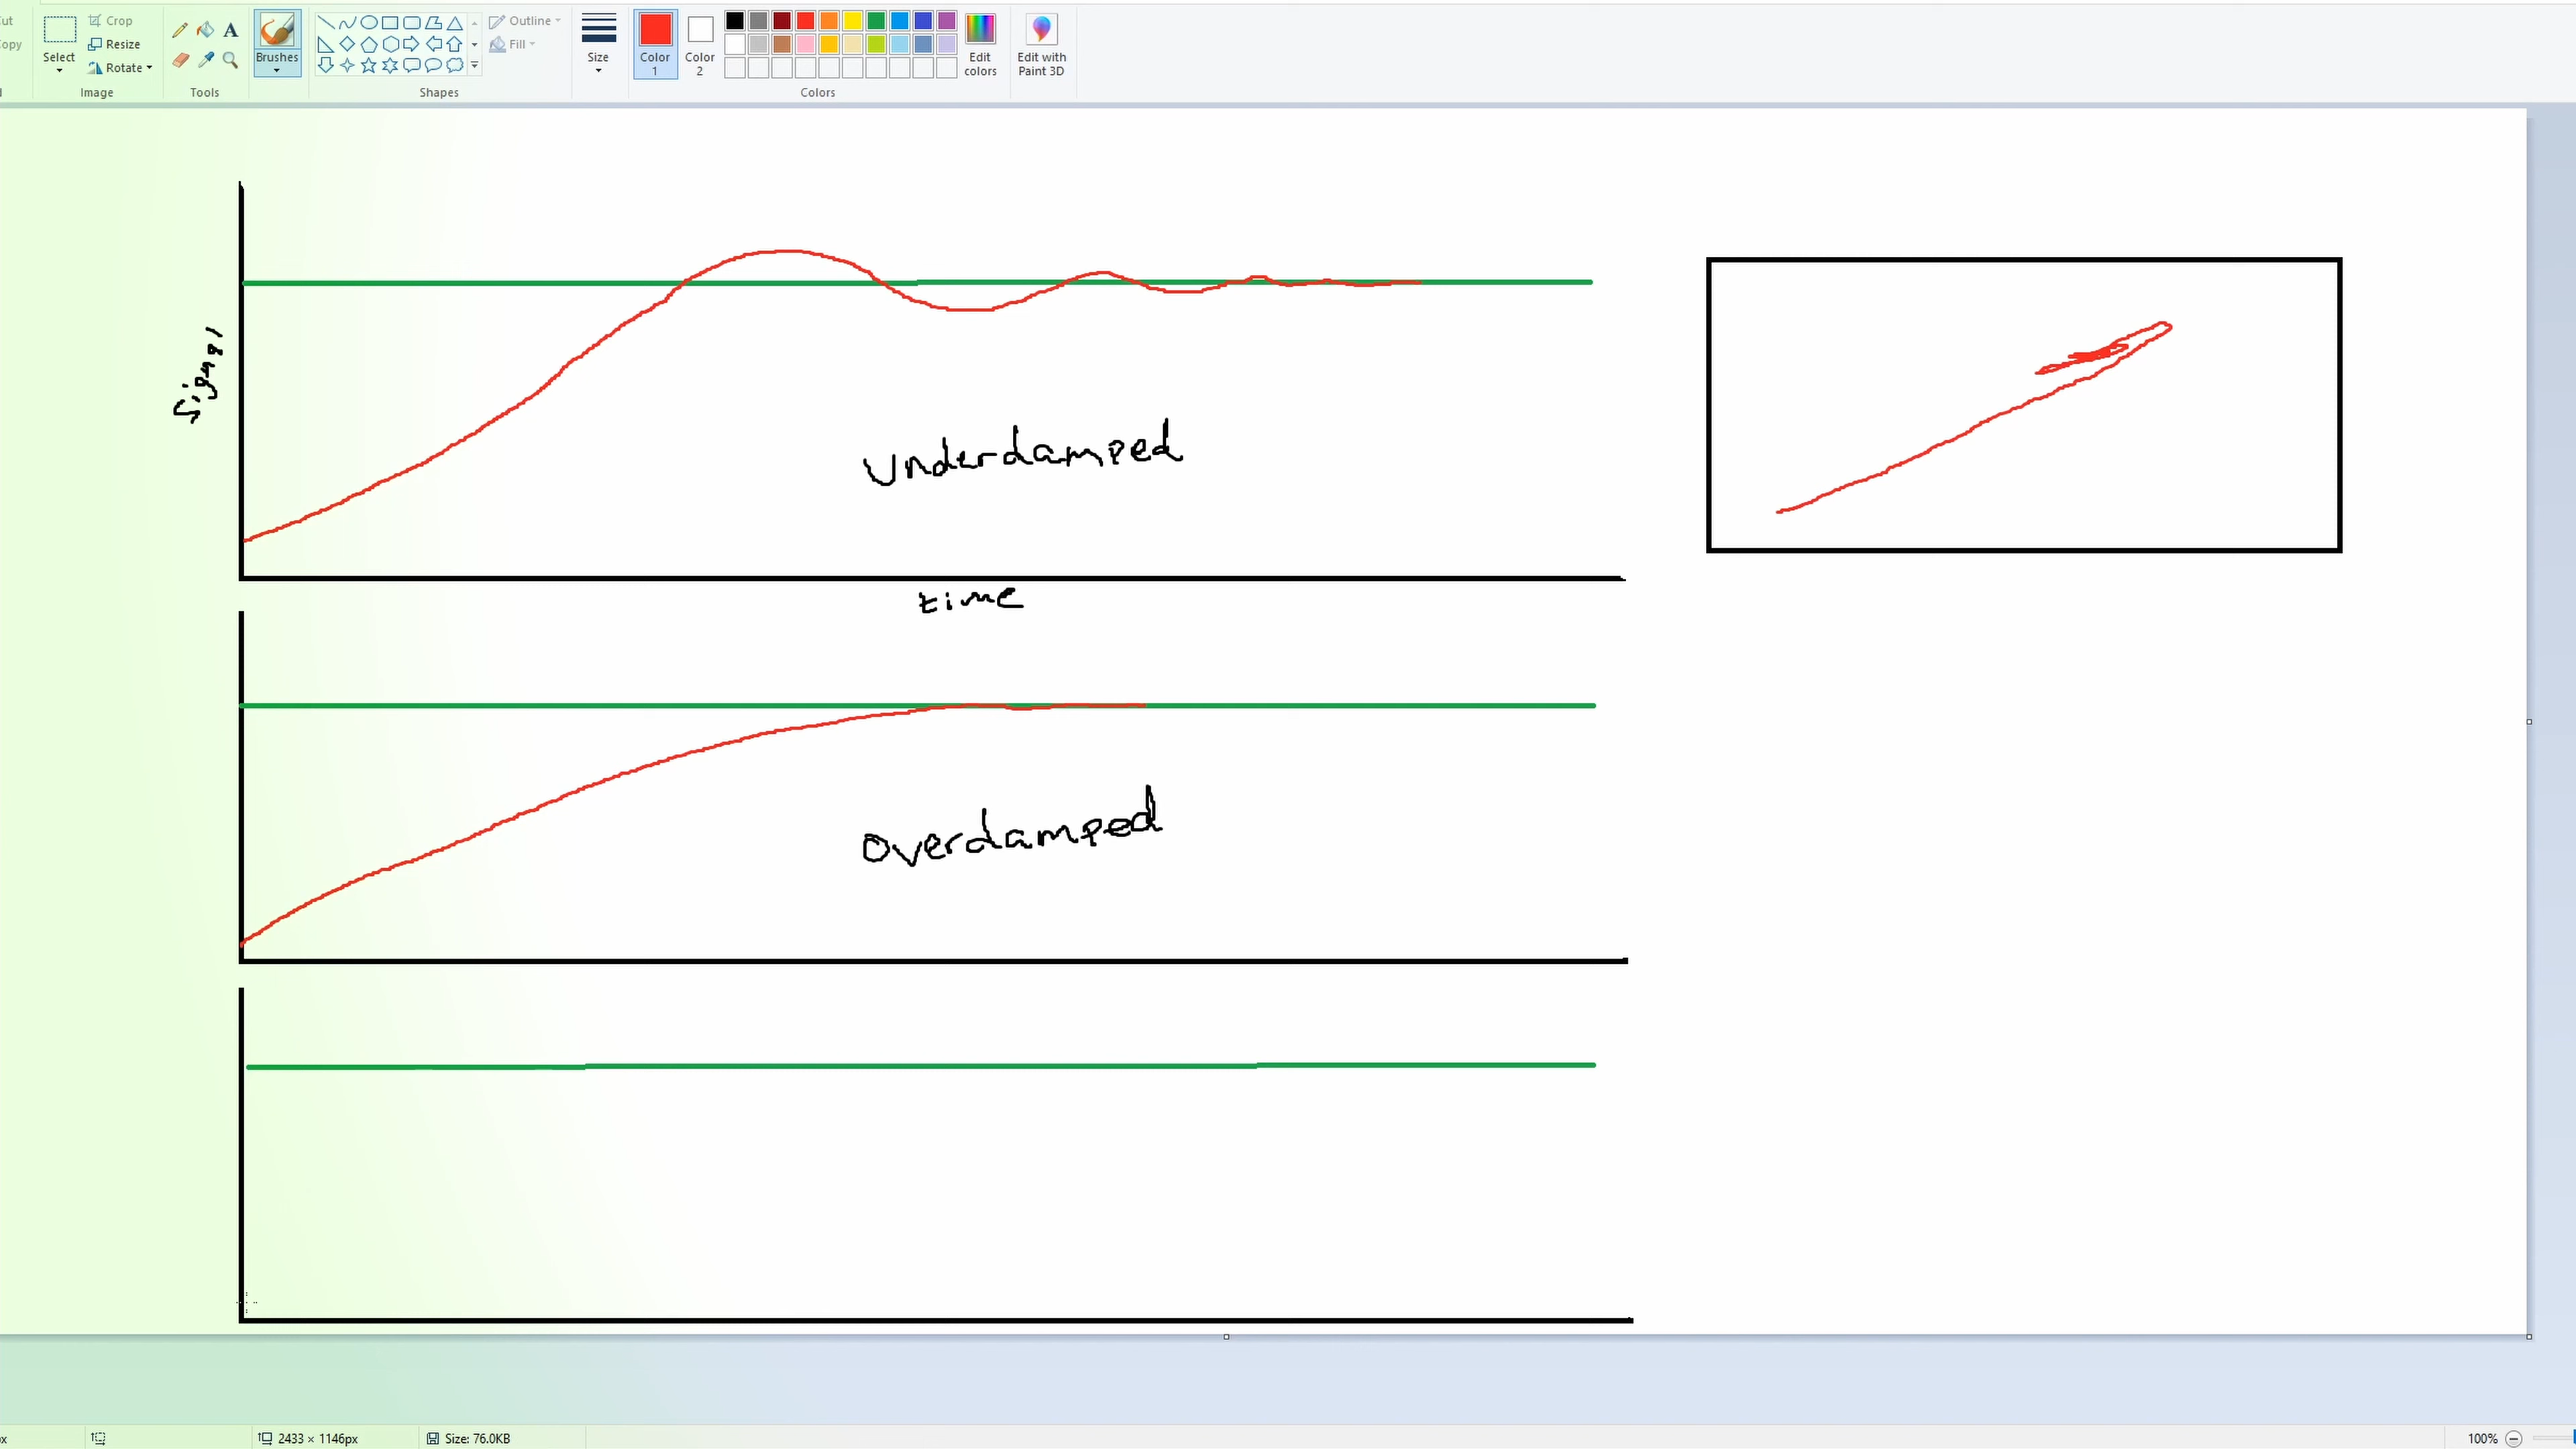 Crop
Outline
Copy
Select
Resize
Rotate
Fill
Brushes
Size
Color 1
Color 2
Edit colors
Edit with Paint 3D
Image
Tools
Shapes
Colors
Signal
Underdamped
time
Overdamped
2433 × 1146px
Size: 76.0KB
100%